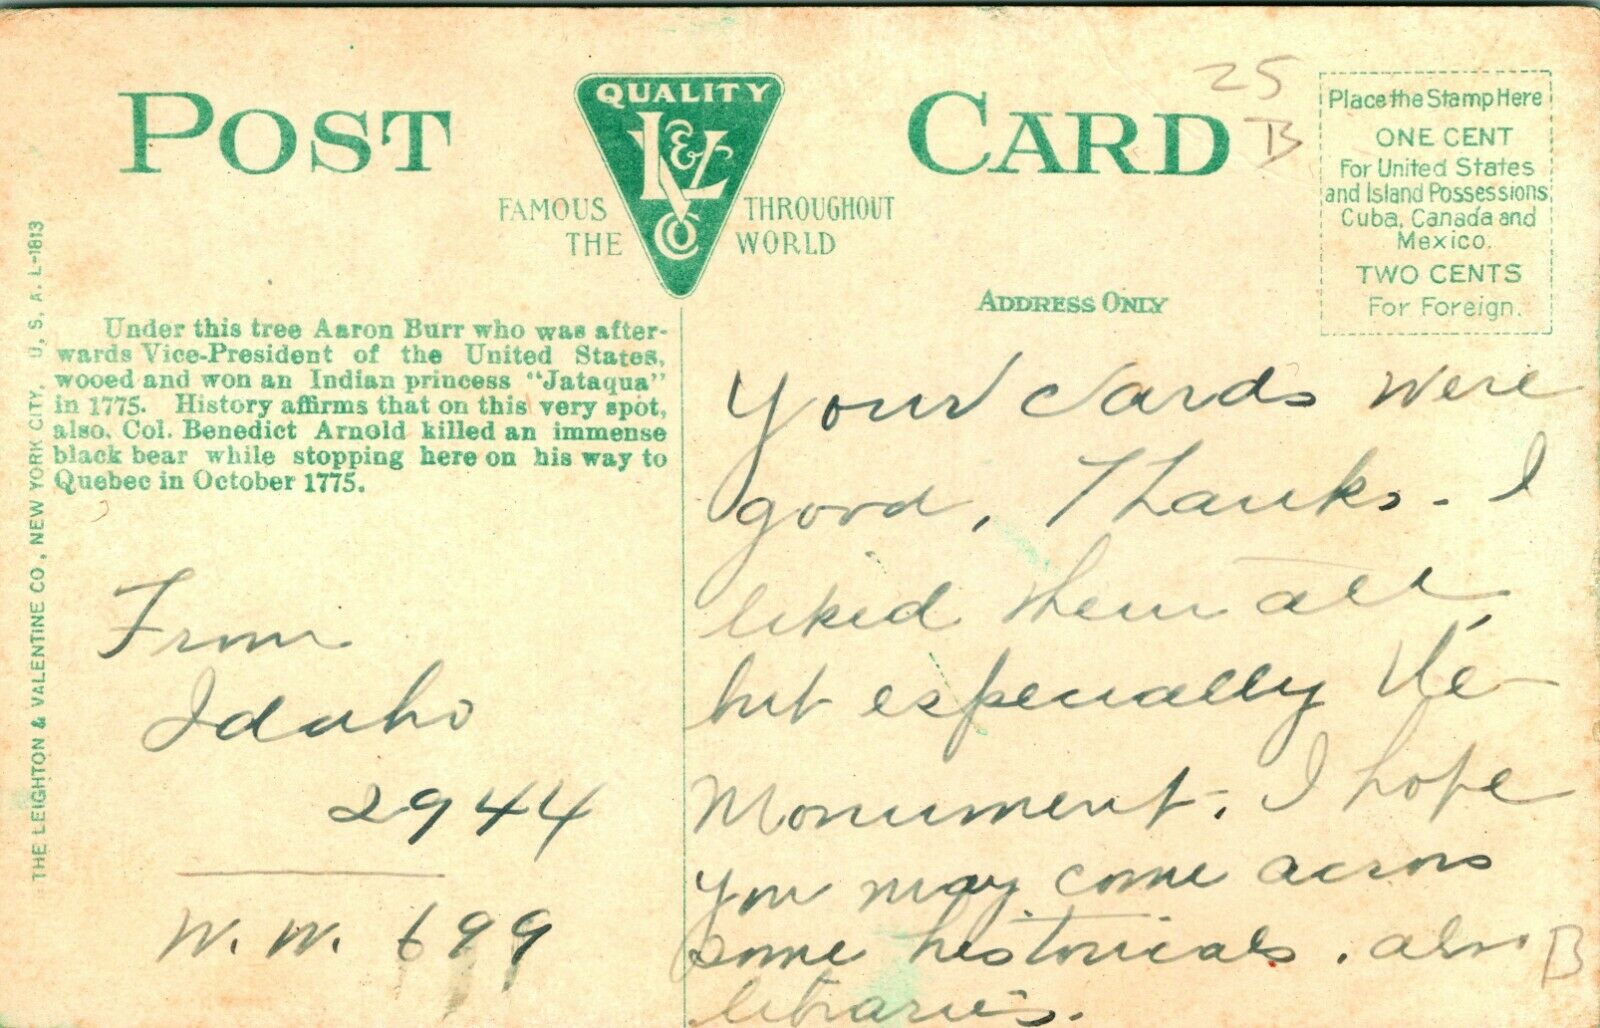 POST CARD
25
B
QUALITY
V&L
CO
FAMOUS THROUGHOUT
THE WORLD
Place the Stamp Here
ONE CENT
For United States
and Island Possessions,
Cuba, Canada and
Mexico.
TWO CENTS
For Foreign.
ADDRESS ONLY
THE LEIGHTON & VALENTINE CO., NEW YORK CITY, U. S. A. L-1813
Under this tree Aaron Burr who was after-
wards Vice-President of the United States,
wooed and won an Indian princess "Jataqua"
in 1775. History affirms that on this very spot,
also, Col. Benedict Arnold killed an immense
black bear while stopping here on his way to
Quebec in October 1775.
From
Idaho
2944
W. W. 699
Your Cards were
good, Thanks - I
liked them all,
but especially the
Monument. I hope
you may come across
some historicals. also
libraries.
B